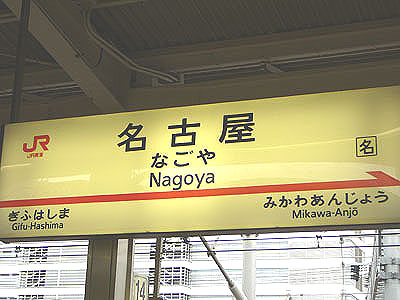 JR
JR東海
名古屋
名
なごや
Nagoya
ぎふはしま
Gifu-Hashima
みかわあんじょう
Mikawa-Anjō